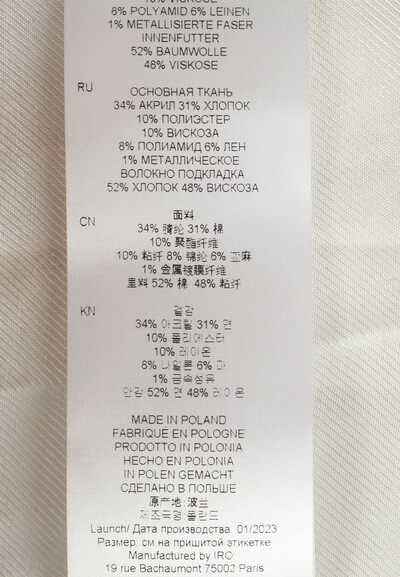 10% VISKOSE
8% POLYAMID 6% LEINEN
1% METALLISIERTE FASER
INNENFUTTER
52% BAUMWOLLE
48% VISKOSE
RU
ОСНОВНАЯ ТКАНЬ
34% АКРИЛ 31% ХЛОПОК
10% ПОЛИЭСТЕР
10% ВИСКОЗА
8% ПОЛИАМИД 6% ЛЕН
1% МЕТАЛЛИЧЕСКОЕ
ВОЛОКНО ПОДКЛАДКА
52% ХЛОПОК 48% ВИСКОЗА
CN
面料
34% 腈纶 31% 棉
10% 聚酯纤维
10% 粘纤 8% 锦纶 6% 亚麻
1% 金属镀膜纤维
里料 52% 棉 48% 粘纤
KN
겉감
34% 아크릴 31% 면
10% 폴리에스터
10% 레이온
8% 나일론 6% 마
1% 금속섬유
안감 52% 면 48% 레이온
MADE IN POLAND
FABRIQUÉ EN POLOGNE
PRODOTTO IN POLONIA
HECHO EN POLONIA
IN POLEN GEMACHT
СДЕЛАНО В ПОЛЬШЕ
原产地: 波兰
제조국명: 폴란드
Launch/ Дата производства: 01/2023
Размер: см на пришитой этикетке
Manufactured by IRO:
19 rue Bachaumont 75002 Paris